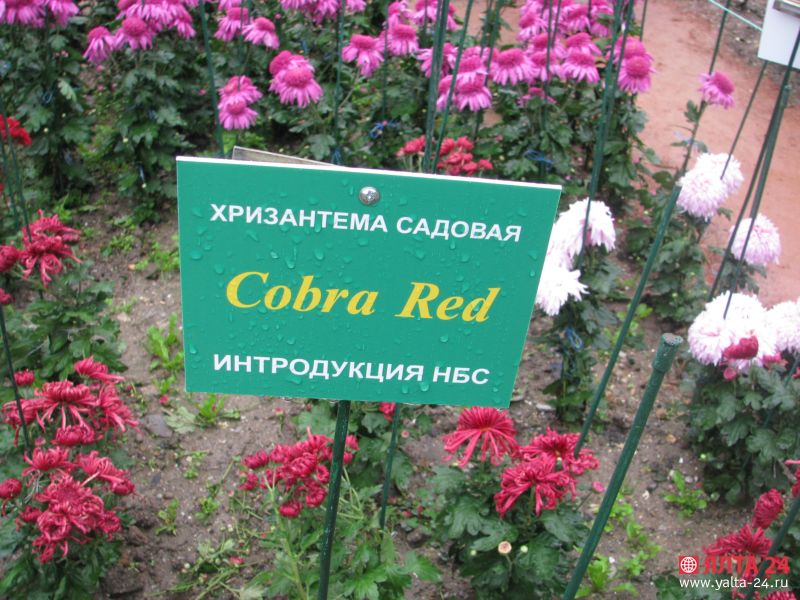 ХРИЗАНТЕМА САДОВАЯ
Cobra Red
ИНТРОДУКЦИЯ НБС
ЯЛТА 24
www.yalta-24.ru